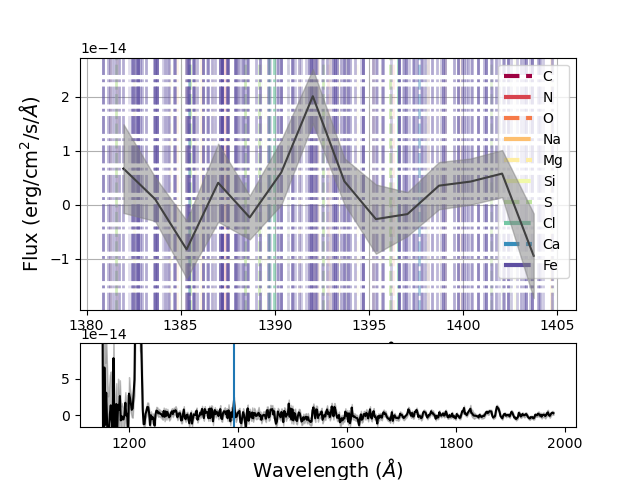 1e−14
Flux (erg/cm²/s/Å)
2
1
0
−1
C
N
O
Na
Mg
Si
S
Cl
Ca
Fe
1380 1385 1390 1395 1400 1405
1e−14
5
0
1200 1400 1600 1800 2000
Wavelength (Å)